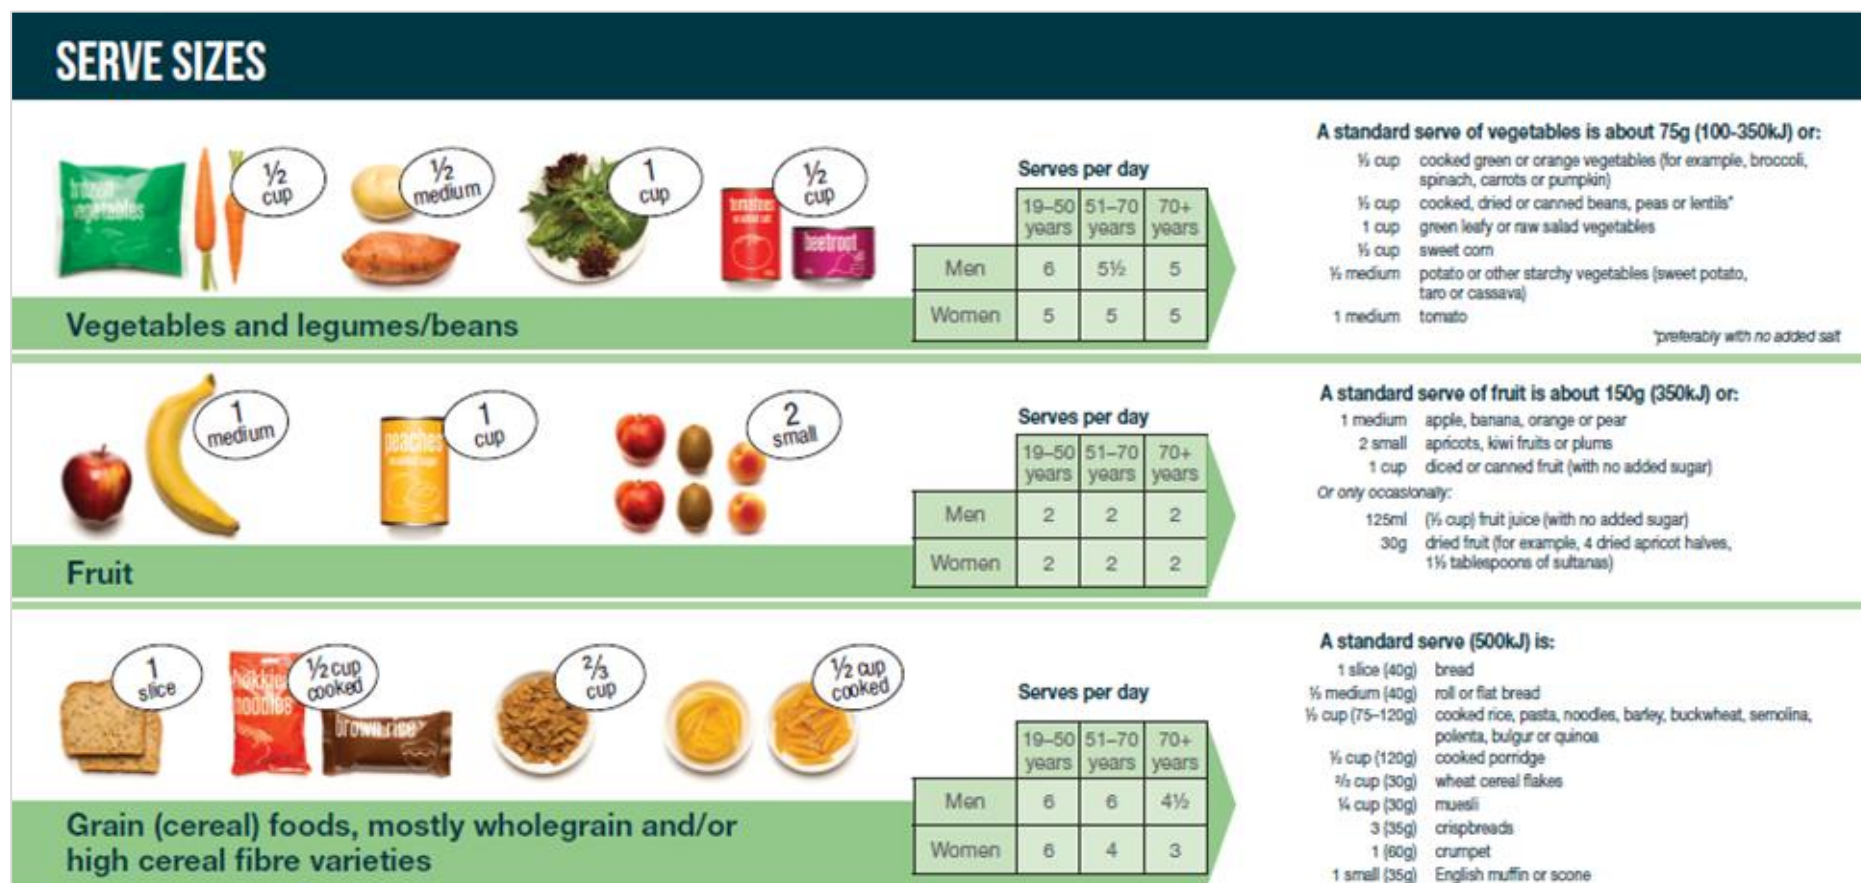 SERVE SIZES
frozen
vegetables
½
cup
½
medium
1
cup
tomatoes
beetroot
½
cup
Vegetables and legumes/beans
Serves per day
19–50 years 51–70 years 70+ years
Men 6 5½ 5
Women 5 5 5
A standard serve of vegetables is about 75g (100-350kJ) or:
½ cup cooked green or orange vegetables (for example, broccoli,
spinach, carrots or pumpkin)
½ cup cooked, dried or canned beans, peas or lentils*
1 cup green leafy or raw salad vegetables
½ cup sweet corn
½ medium potato or other starchy vegetables (sweet potato,
taro or cassava)
1 medium tomato
*preferably with no added salt
1
medium
peaches
1
cup
2
small
Fruit
Serves per day
19–50 years 51–70 years 70+ years
Men 2 2 2
Women 2 2 2
A standard serve of fruit is about 150g (350kJ) or:
1 medium apple, banana, orange or pear
2 small apricots, kiwi fruits or plums
1 cup diced or canned fruit (with no added sugar)
Or only occasionally:
125ml (½ cup) fruit juice (with no added sugar)
30g dried fruit (for example, 4 dried apricot halves,
1½ tablespoons of sultanas)
1
slice
hokkien
noodles
brown rice
½ cup
cooked
⅔
cup
½ cup
cooked
Grain (cereal) foods, mostly wholegrain and/or
high cereal fibre varieties
Serves per day
19–50 years 51–70 years 70+ years
Men 6 6 4½
Women 6 4 3
A standard serve (500kJ) is:
1 slice (40g) bread
½ medium (40g) roll or flat bread
½ cup (75–120g) cooked rice, pasta, noodles, barley, buckwheat, semolina,
polenta, bulgur or quinoa
½ cup (120g) cooked porridge
⅔ cup (30g) wheat cereal flakes
¼ cup (30g) muesli
3 (35g) crispbreads
1 (60g) crumpet
1 small (35g) English muffin or scone